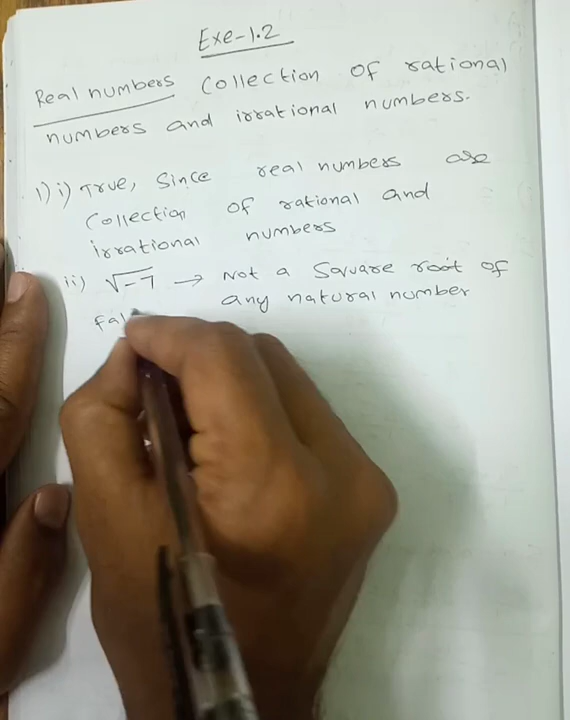 Exe-1.2
Real numbers Collection of rational
numbers and irrational numbers.
1) i) True, Since real numbers are
Collection of rational and
irrational numbers
ii) √-7 → Not a Square root of
any natural number
fal